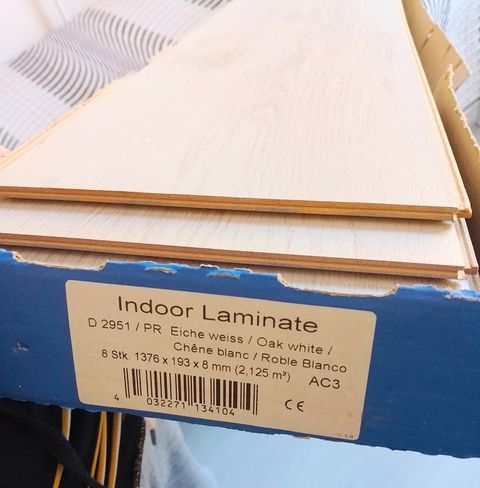 Indoor Laminate
D 2951 / PR Eiche weiss / Oak white /
Chêne blanc / Roble Blanco
8 Stk. 1376 x 193 x 8 mm (2,125 m²) AC3
4 032271 134104 CE